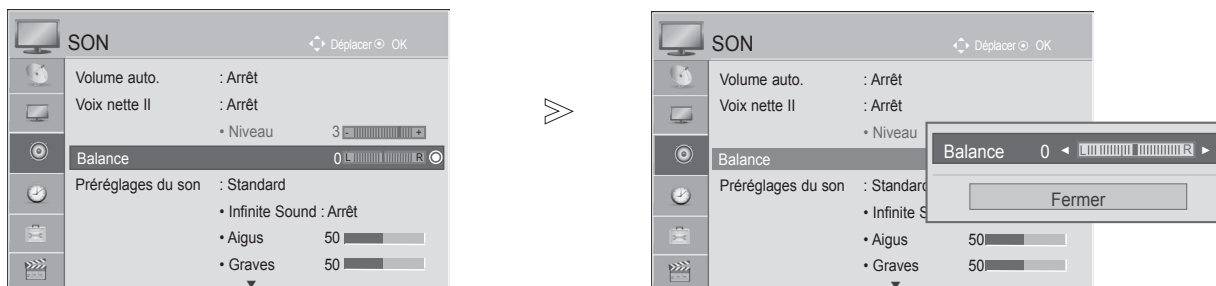 SON
Déplacer OK
Volume auto. : Arrêt
Voix nette II : Arrêt
• Niveau 3 - +
Balance 0 L R
Préréglages du son : Standard
• Infinite Sound : Arrêt
• Aigus 50
• Graves 50
SON
Déplacer OK
Volume auto. : Arrêt
Voix nette II : Arrêt
• Niveau
Balance
Préréglages du son : Standard
• Infinite S
• Aigus 50
• Graves 50
Balance 0 L R
Fermer